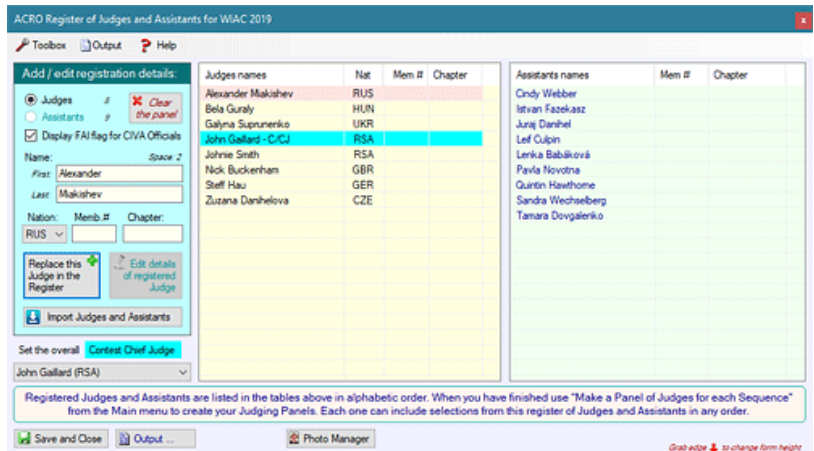 ACRO Register of Judges and Assistants for WIAC 2019
x
Toolbox Output ? Help
Add / edit registration details:
Judges 8
Clear the panel
Assistants 9
Display FAI flag for CIVA Officials
Name: Space 2
First: Alexander
Last: Miakishev
Nation: Memb.# Chapter:
RUS
Replace this Judge in the Register
Edit details of registered Judge
Import Judges and Assistants
Set the overall Contest Chief Judge
John Gaillard (RSA)
Judges names Nat Mem # Chapter
Alexander Miakishev RUS
Bela Guraly HUN
Galyna Suprunenko UKR
John Gaillard - C/CJ RSA
Johnie Smith RSA
Nick Buckenham GBR
Steff Hau GER
Zuzana Danihelova CZE
Assistants names Mem # Chapter
Cindy Webber
Istvan Fazekasz
Juraj Danihel
Leif Culpin
Lenka Babáková
Pavla Novotna
Quintin Hawthorne
Sandra Wechselberg
Tamara Dovgalenko
Registered Judges and Assistants are listed in the tables above in alphabetic order. When you have finished use "Make a Panel of Judges for each Sequence"
from the Main menu to create your Judging Panels. Each one can include selections from this register of Judges and Assistants in any order.
Save and Close Output ... Photo Manager
Grab edge to change form height